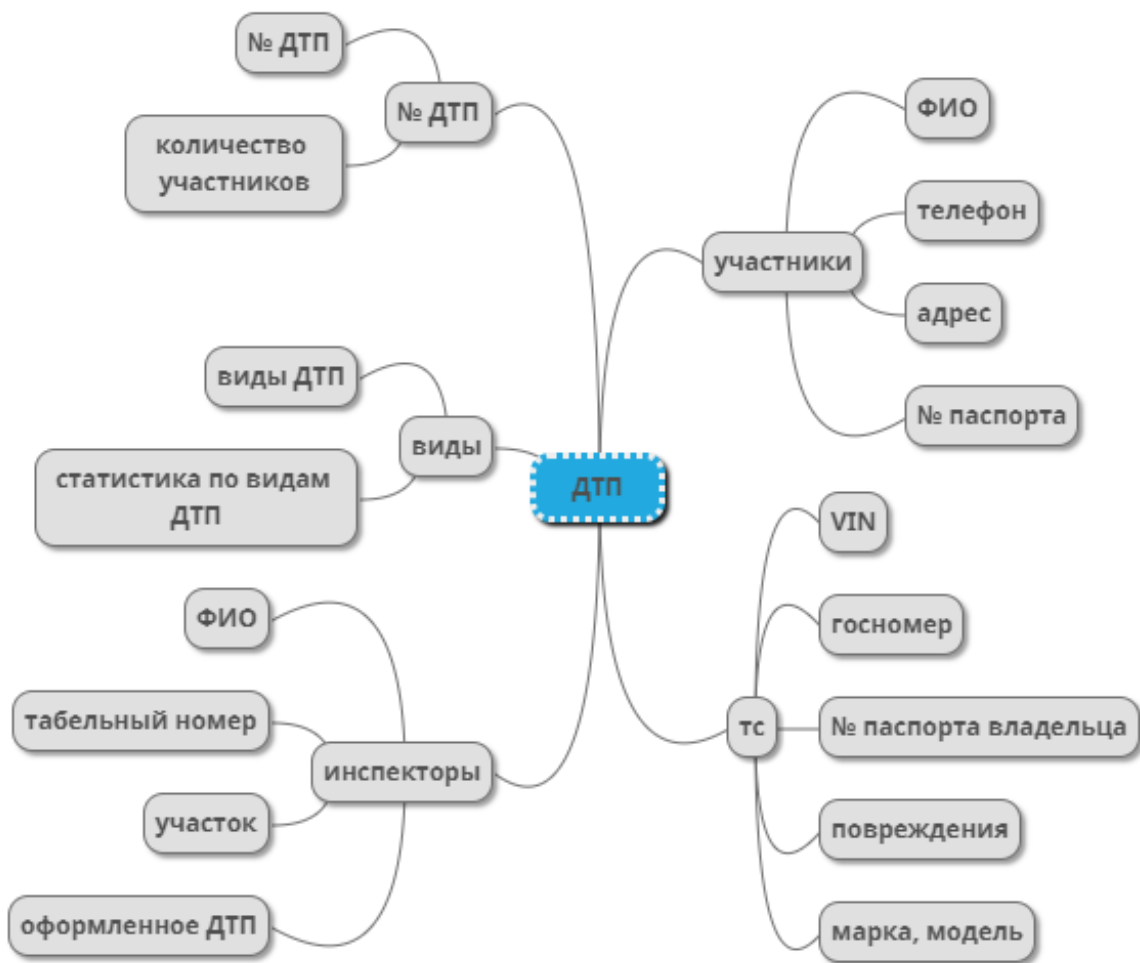 № ДТП
№ ДТП
количество
участников
виды ДТП
виды
статистика по видам
ДТП
ФИО
табельный номер
инспекторы
участок
оформленное ДТП
ДТП
ФИО
телефон
участники
адрес
№ паспорта
VIN
госномер
тс
№ паспорта владельца
повреждения
марка, модель